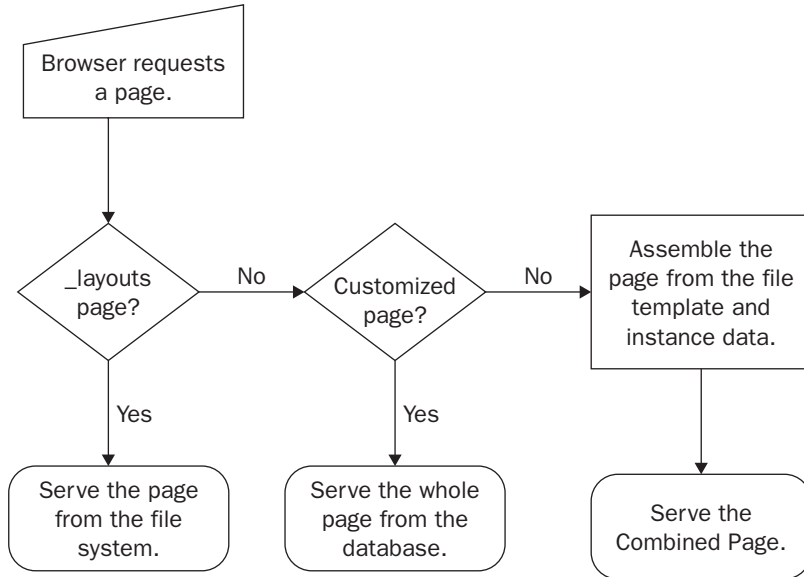 Browser requests
a page.
_layouts
page?
No
Customized
page?
No
Assemble the
page from the file
template and
instance data.
Yes
Yes
Serve the page
from the file
system.
Serve the whole
page from the
database.
Serve the
Combined Page.